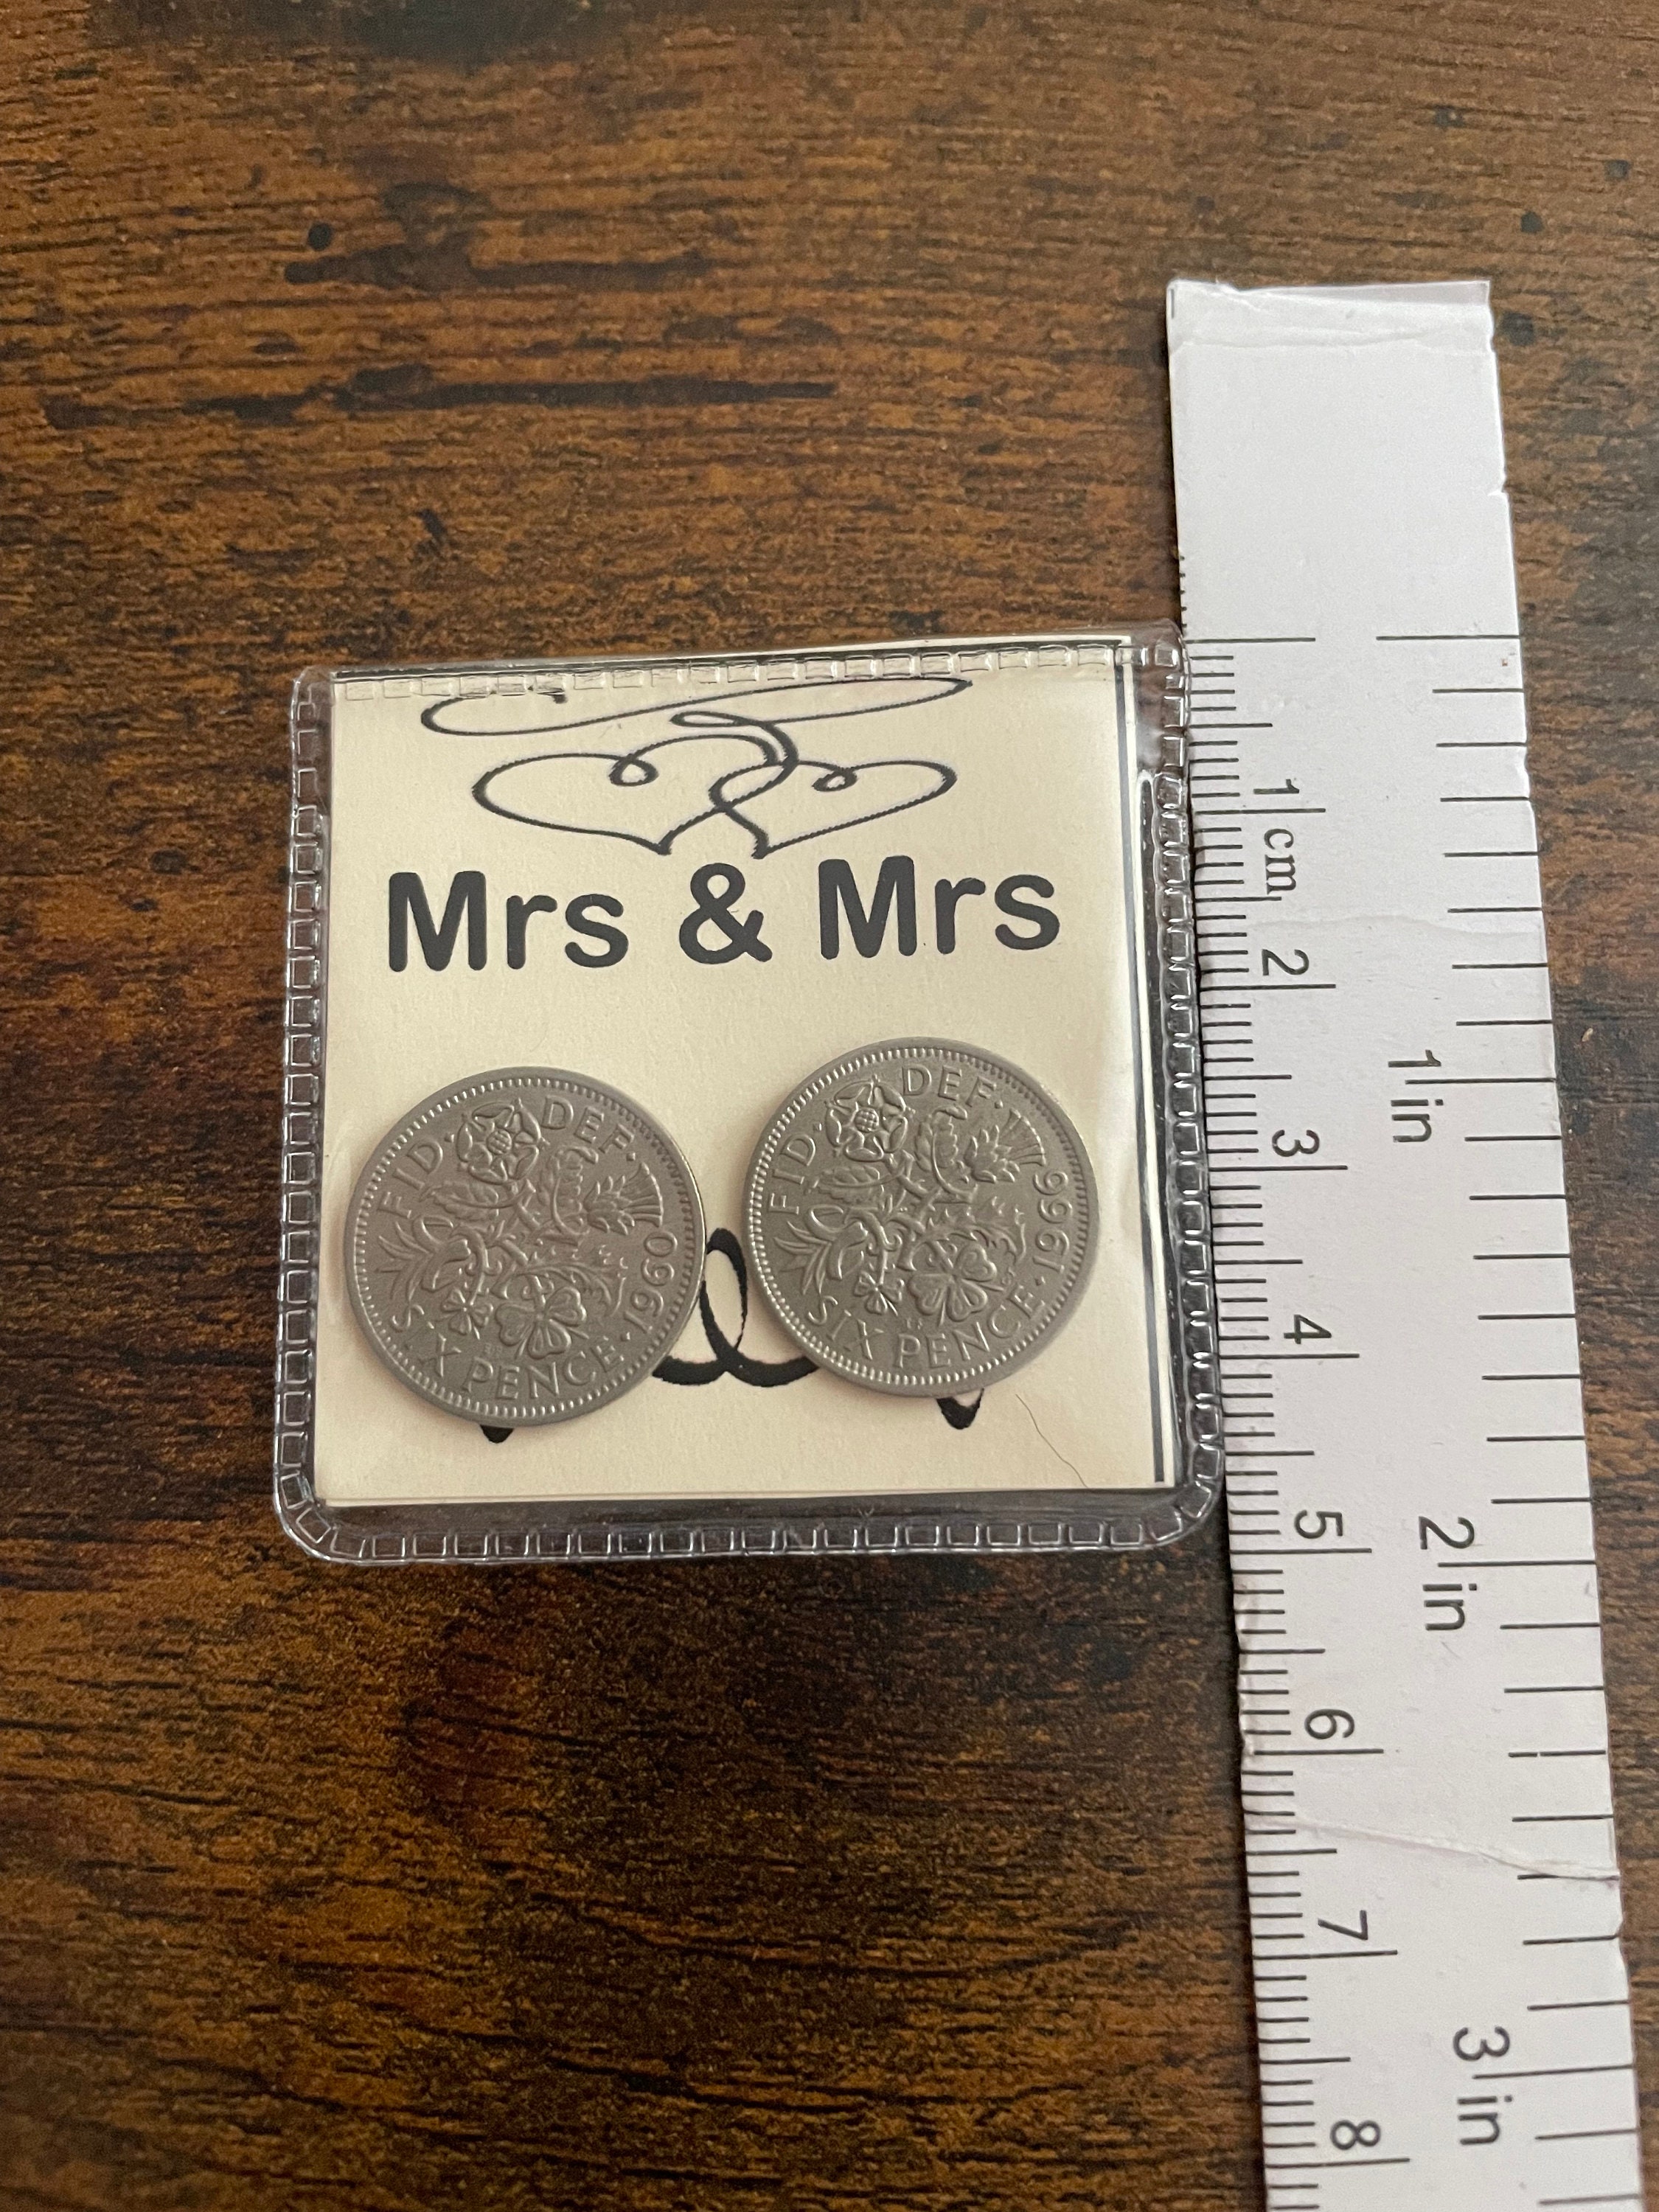 Mrs & Mrs
FID · DEF · 1960 · SIX PENCE
FID · DEF · 1966 · SIX PENCE
1 cm
2
3
4
5
6
7
8
1 in
2 in
3 in